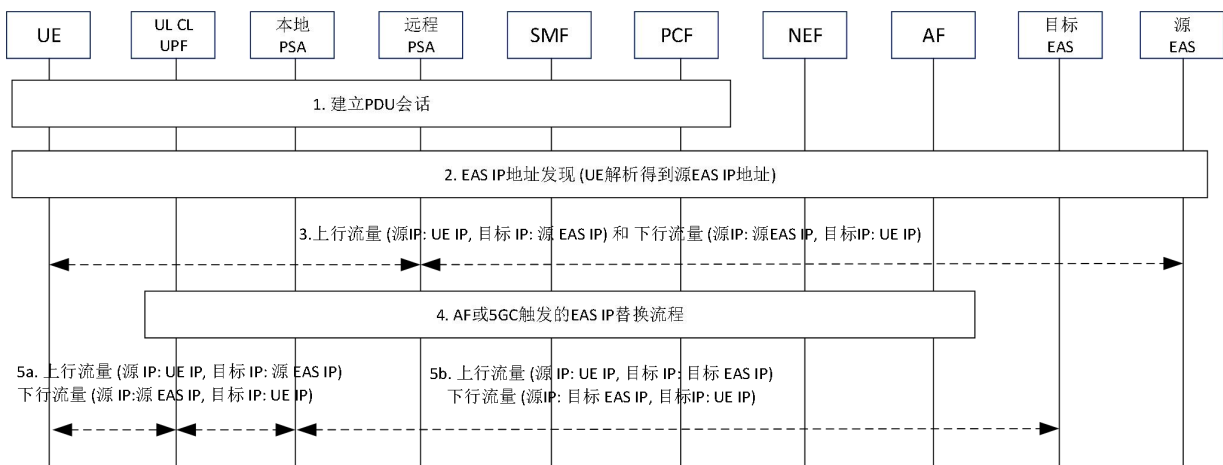 UE
UL CL
UPF
本地
PSA
远程
PSA
SMF
PCF
NEF
AF
目标
EAS
源
EAS
1. 建立PDU会话
2. EAS IP地址发现 (UE解析得到源EAS IP地址)
3.上行流量 (源IP: UE IP, 目标 IP: 源 EAS IP) 和 下行流量 (源IP: 源EAS IP, 目标IP: UE IP)
4. AF或5GC触发的EAS IP替换流程
5a. 上行流量 (源 IP: UE IP, 目标 IP: 源 EAS IP)
下行流量 (源 IP:源 EAS IP, 目标 IP: UE IP)
5b. 上行流量 (源 IP: UE IP, 目标 IP: 目标 EAS IP)
下行流量 (源IP: 目标 EAS IP, 目标IP: UE IP)